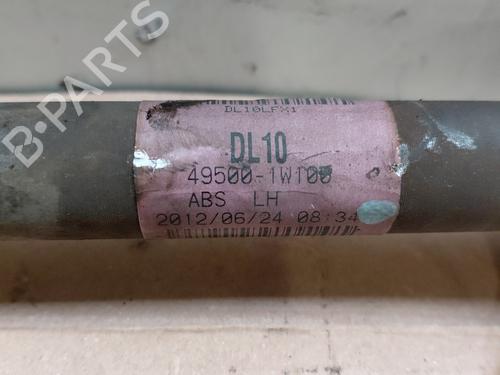 B-PARTS
DL10LFX1
DL10
49500-1W100
ABS LH
2012/06/24 08:34